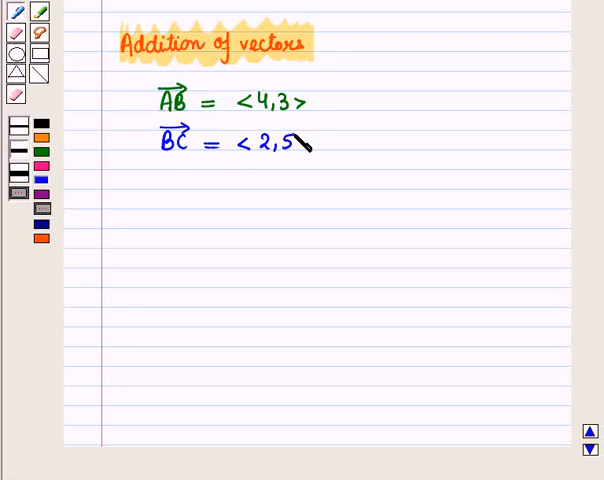 Addition of vectors
AB = <4,3>
BC = <2,5